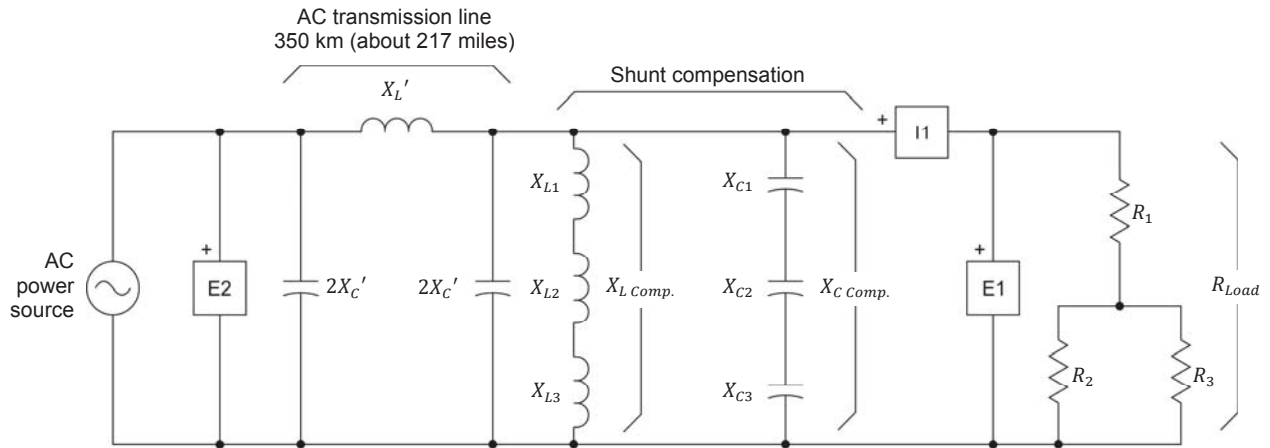 AC transmission line
350 km (about 217 miles)
X_L′
Shunt compensation
+
I1
X_L1
X_C1
R_1
AC
power
source
+
E2
2X_C′
2X_C′
X_L2
X_L Comp.
X_C2
X_C Comp.
+
E1
R_Load
R_2
R_3
X_L3
X_C3